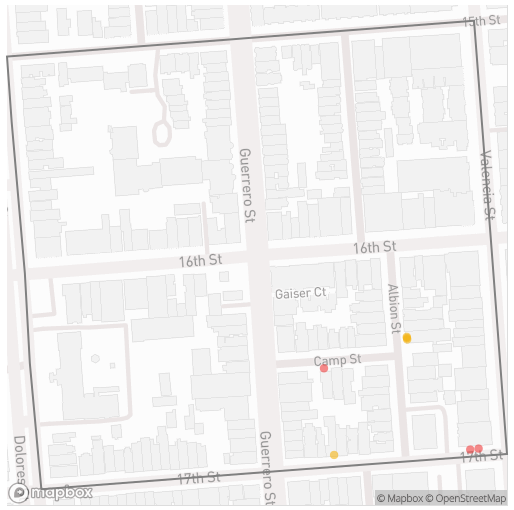 15th St
Guerrero St
Valencia St
16th St
16th St
Gaiser Ct
Albion St
Camp St
Dolores
Guerrero St
17th St
17th St
mapbox
© Mapbox © OpenStreetMap